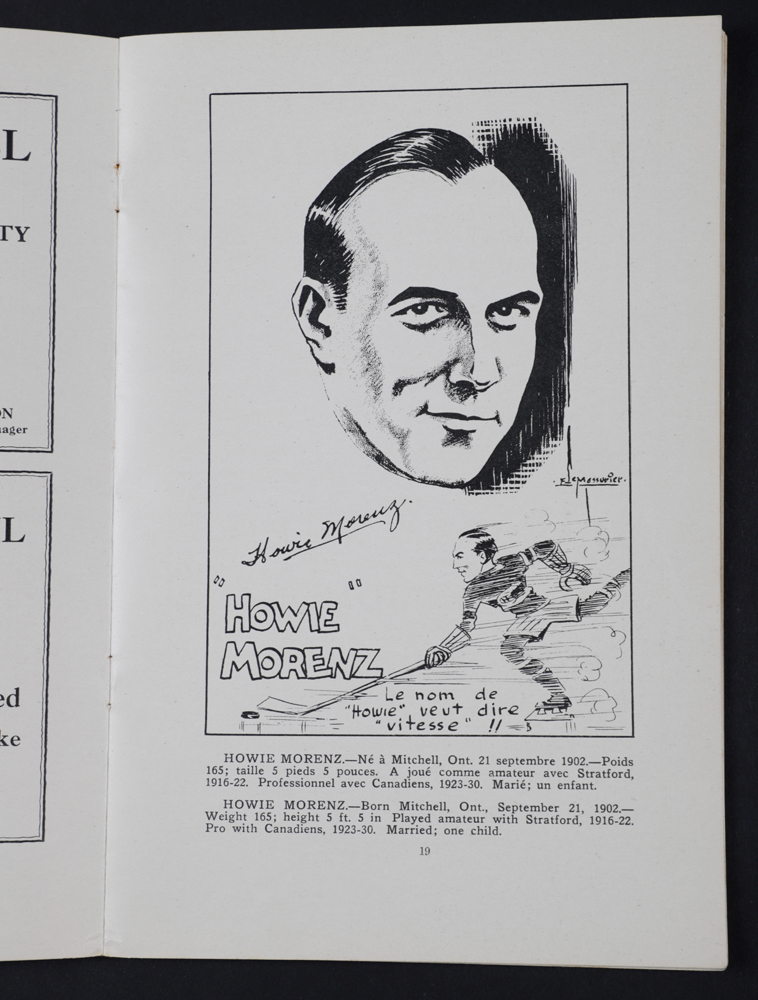 L
TY
ON
ager
L
ed
ke
Howie Morenz.
"HOWIE"
MORENZ
Le nom de
"Howie" veut dire
"vitesse" !!
HOWIE MORENZ.—Né à Mitchell, Ont. 21 septembre 1902.—Poids
165; taille 5 pieds 5 pouces. A joué comme amateur avec Stratford,
1916-22. Professionnel avec Canadiens, 1923-30. Marié; un enfant.
HOWIE MORENZ.—Born Mitchell, Ont., September 21, 1902.—
Weight 165; height 5 ft. 5 in Played amateur with Stratford, 1916-22.
Pro with Canadiens, 1923-30. Married; one child.
19